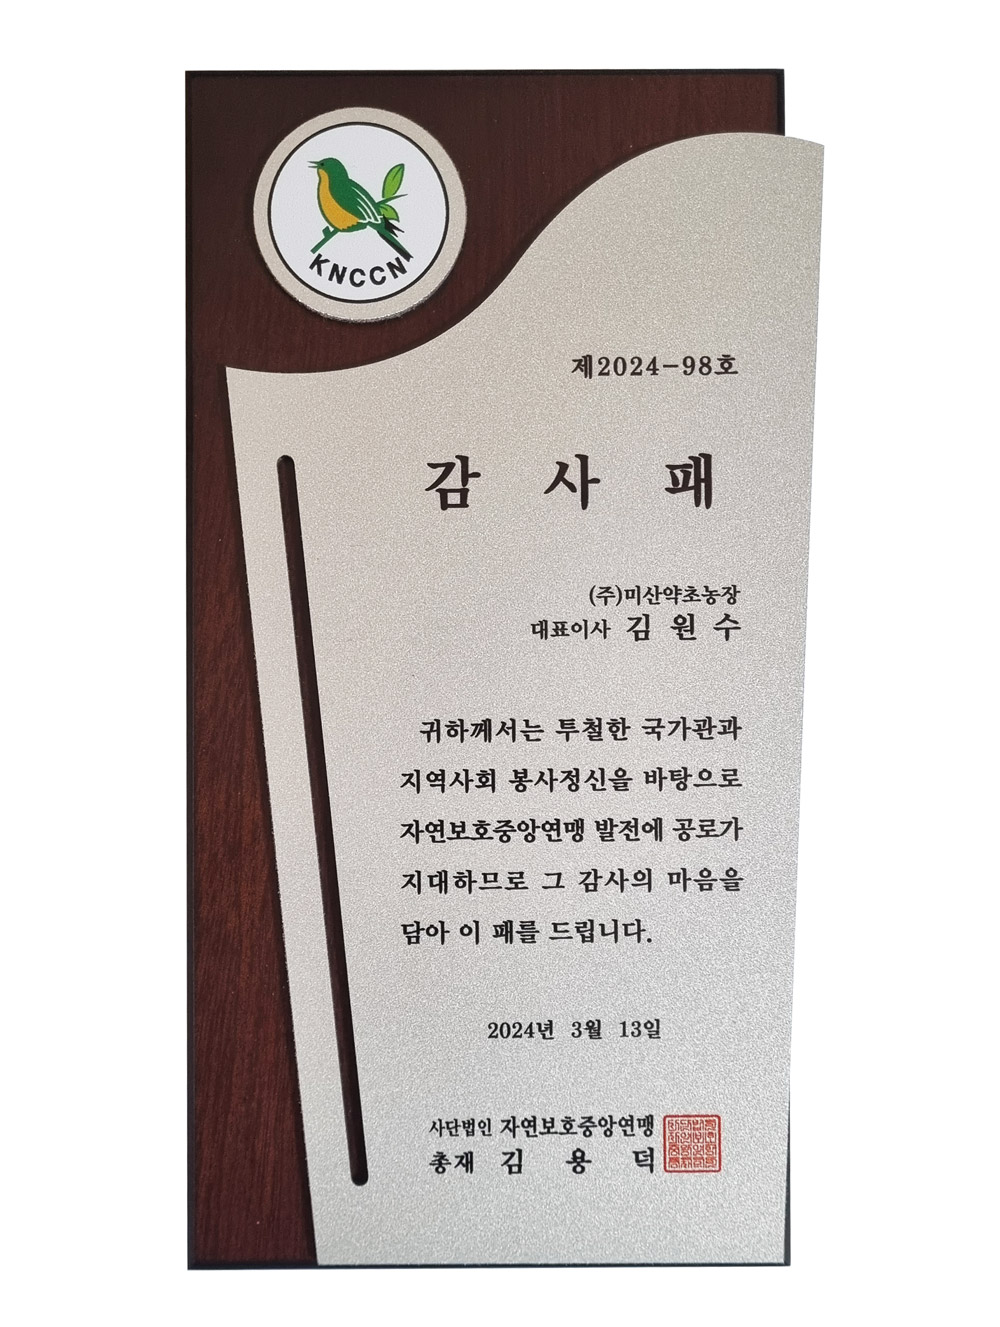 KNCCN
제2024-98호
감 사 패
(주)미산약초농장
대표이사 김 원 수
귀하께서는 투철한 국가관과
지역사회 봉사정신을 바탕으로
자연보호중앙연맹 발전에 공로가
지대하므로 그 감사의 마음을
담아 이 패를 드립니다.
2024년 3월 13일
사단법인 자연보호중앙연맹
총재 김 용 덕